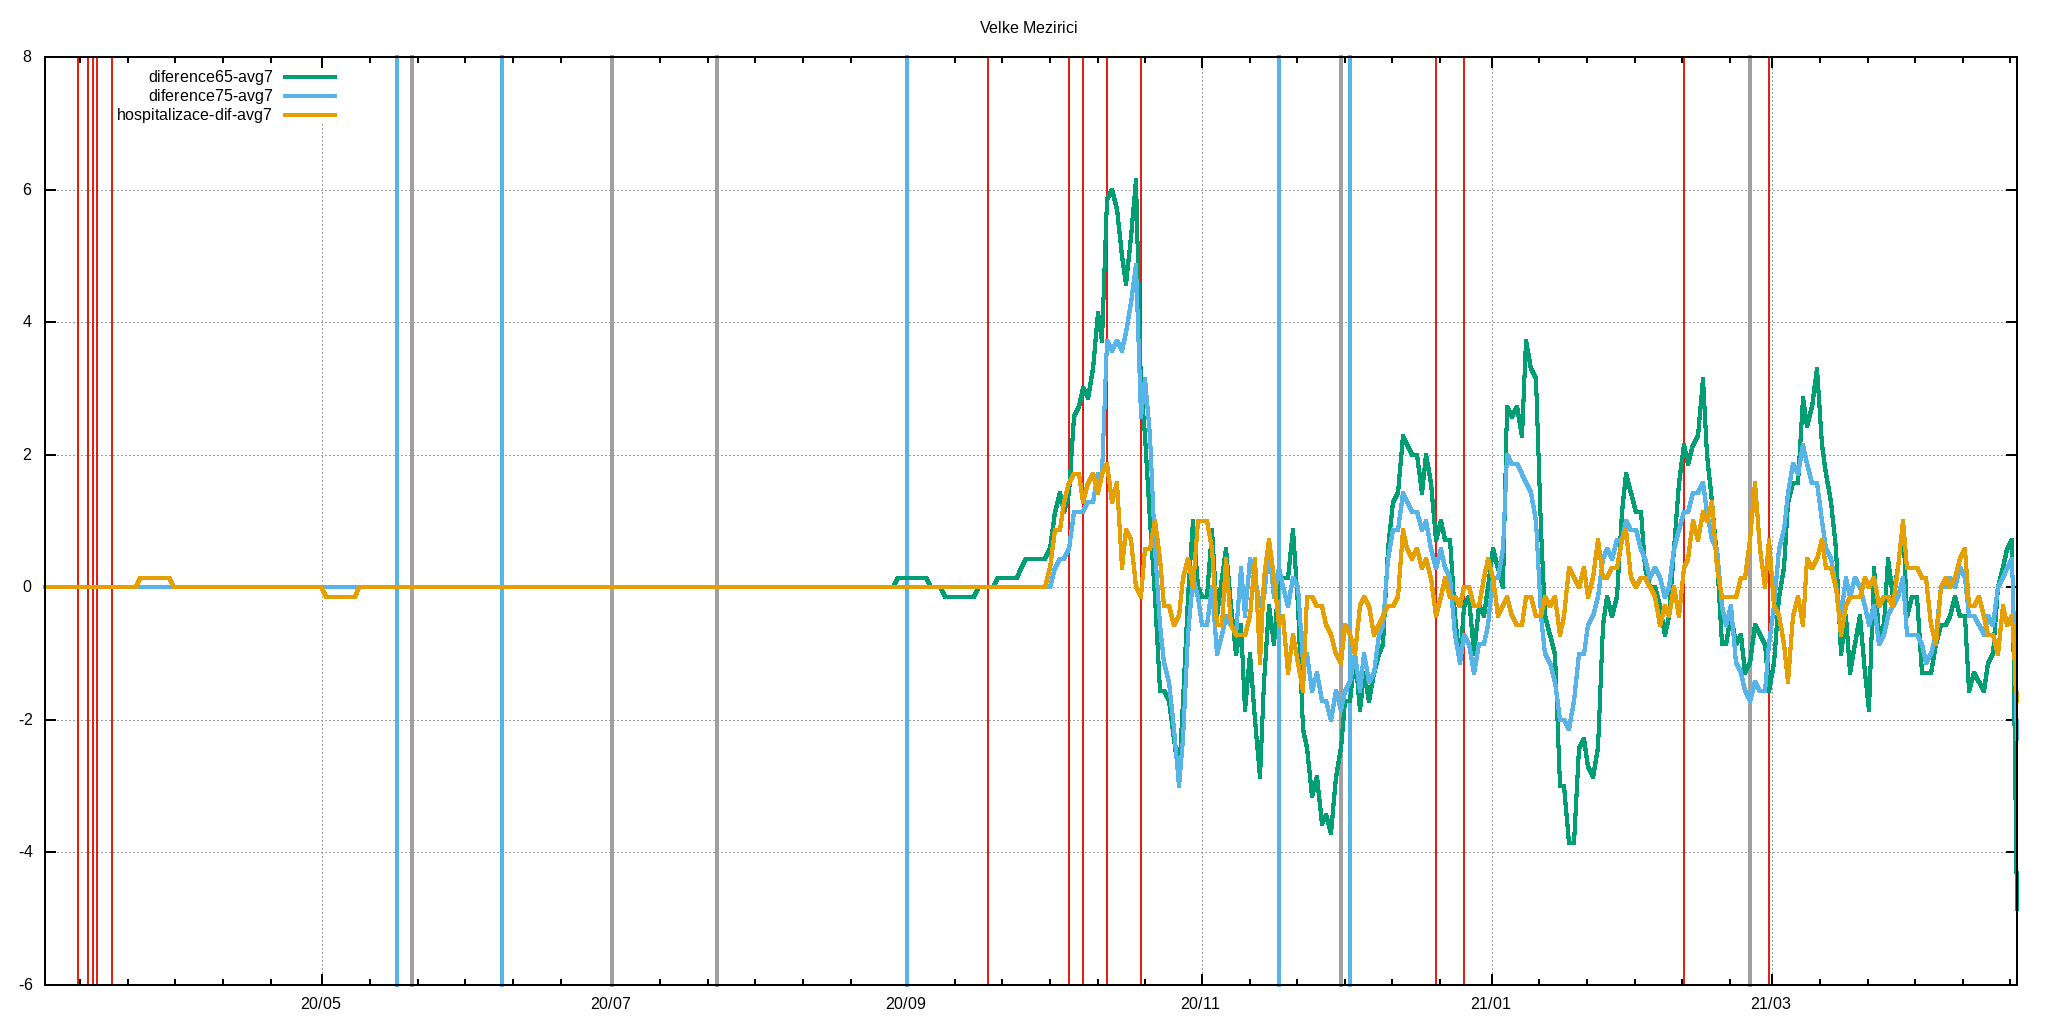 Velke Mezirici
8
diference65-avg7
diference75-avg7
hospitalizace-dif-avg7
6
4
2
0
-2
-4
-6
20/05 20/07 20/09 20/11 21/01 21/03